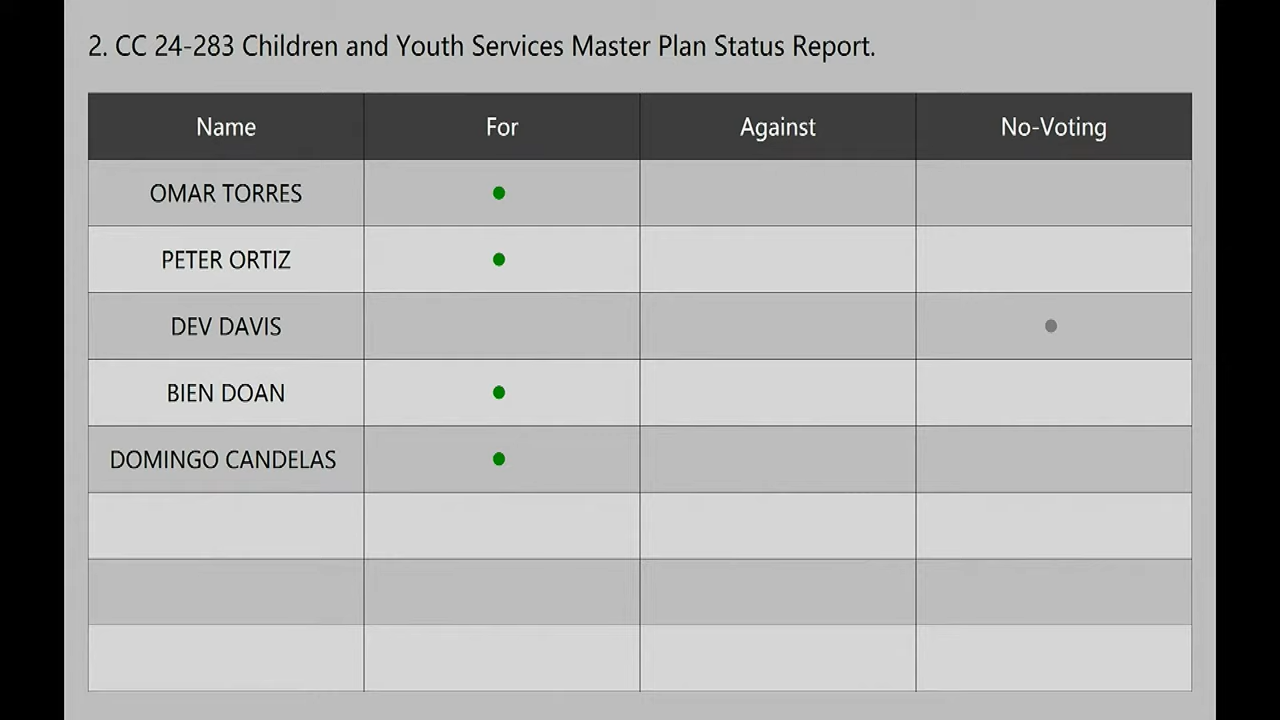 2. CC 24-283 Children and Youth Services Master Plan Status Report.
Name For Against No-Voting
OMAR TORRES
PETER ORTIZ
DEV DAVIS
BIEN DOAN
DOMINGO CANDELAS